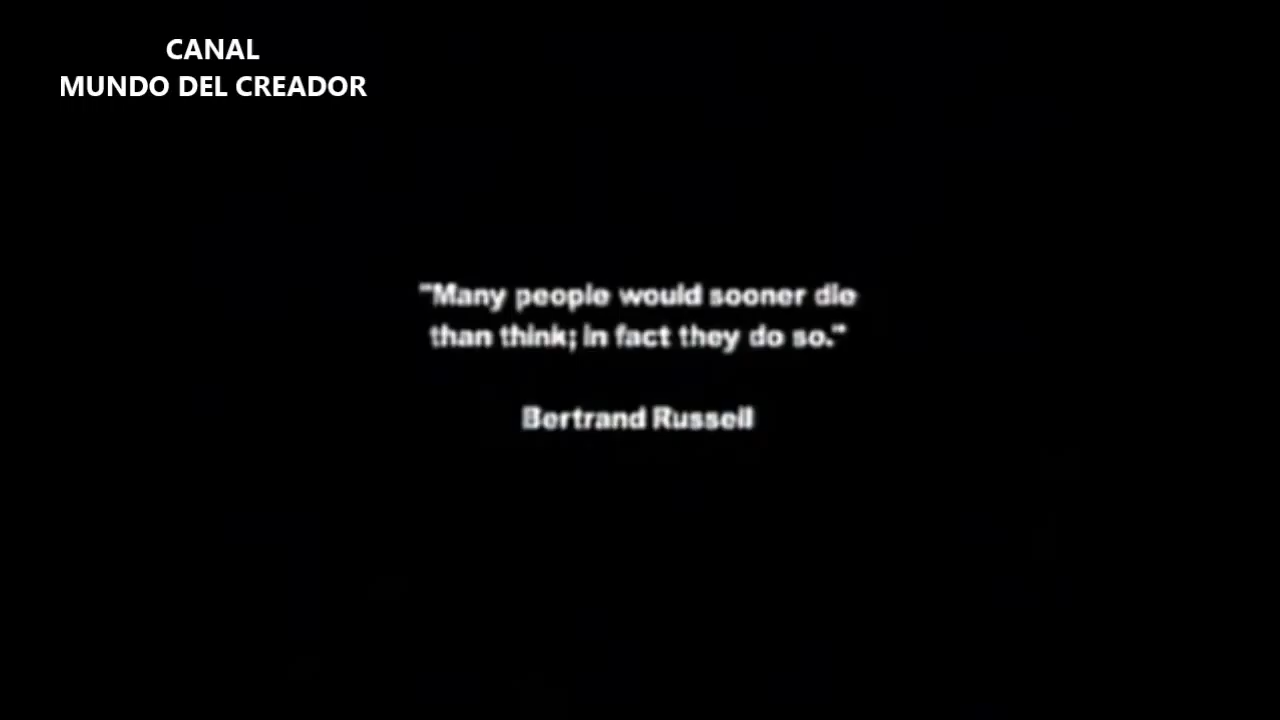 CANAL
MUNDO DEL CREADOR
"Many people would sooner die
than think; in fact they do so."
Bertrand Russell